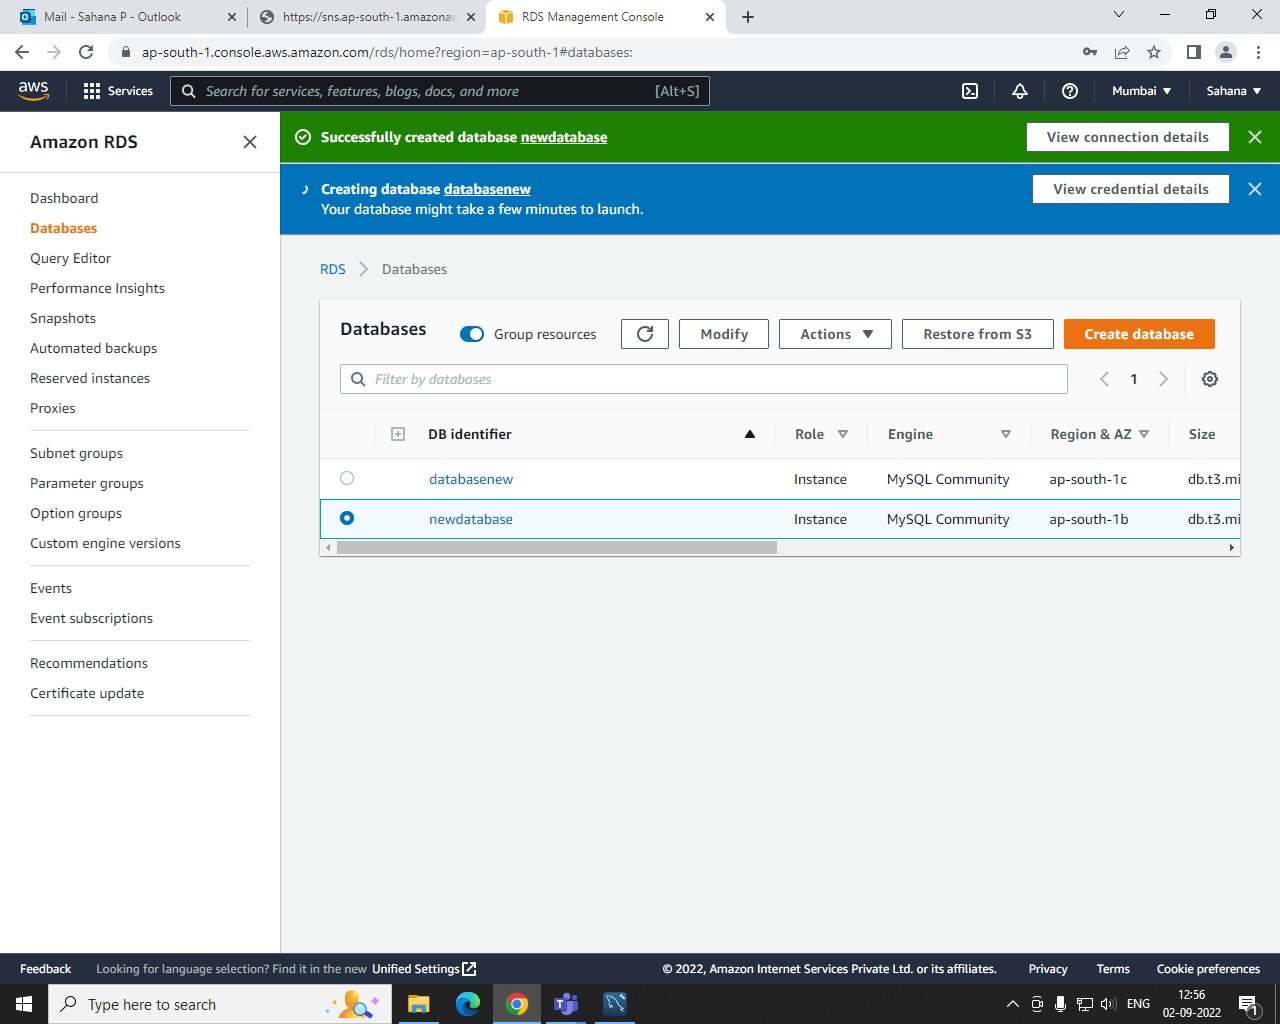 Mail - Sahana P - Outlook
https://sns.ap-south-1.amazonaw
RDS Management Console
ap-south-1.console.aws.amazon.com/rds/home?region=ap-south-1#databases:
aws
Services
Search for services, features, blogs, docs, and more
[Alt+S]
Mumbai
Sahana
Amazon RDS
Dashboard
Databases
Query Editor
Performance Insights
Snapshots
Automated backups
Reserved instances
Proxies
Subnet groups
Parameter groups
Option groups
Custom engine versions
Events
Event subscriptions
Recommendations
Certificate update
Successfully created database newdatabase
View connection details
Creating database databasenew
Your database might take a few minutes to launch.
View credential details
RDS Databases
Databases
Group resources
Modify
Actions
Restore from S3
Create database
Filter by databases
1
DB identifier Role Engine Region & AZ Size
databasenew Instance MySQL Community ap-south-1c db.t3.mi
newdatabase Instance MySQL Community ap-south-1b db.t3.mi
Feedback Looking for language selection? Find it in the new Unified Settings
© 2022, Amazon Internet Services Private Ltd. or its affiliates.
Privacy Terms Cookie preferences
Type here to search
ENG
12:56
02-09-2022
1